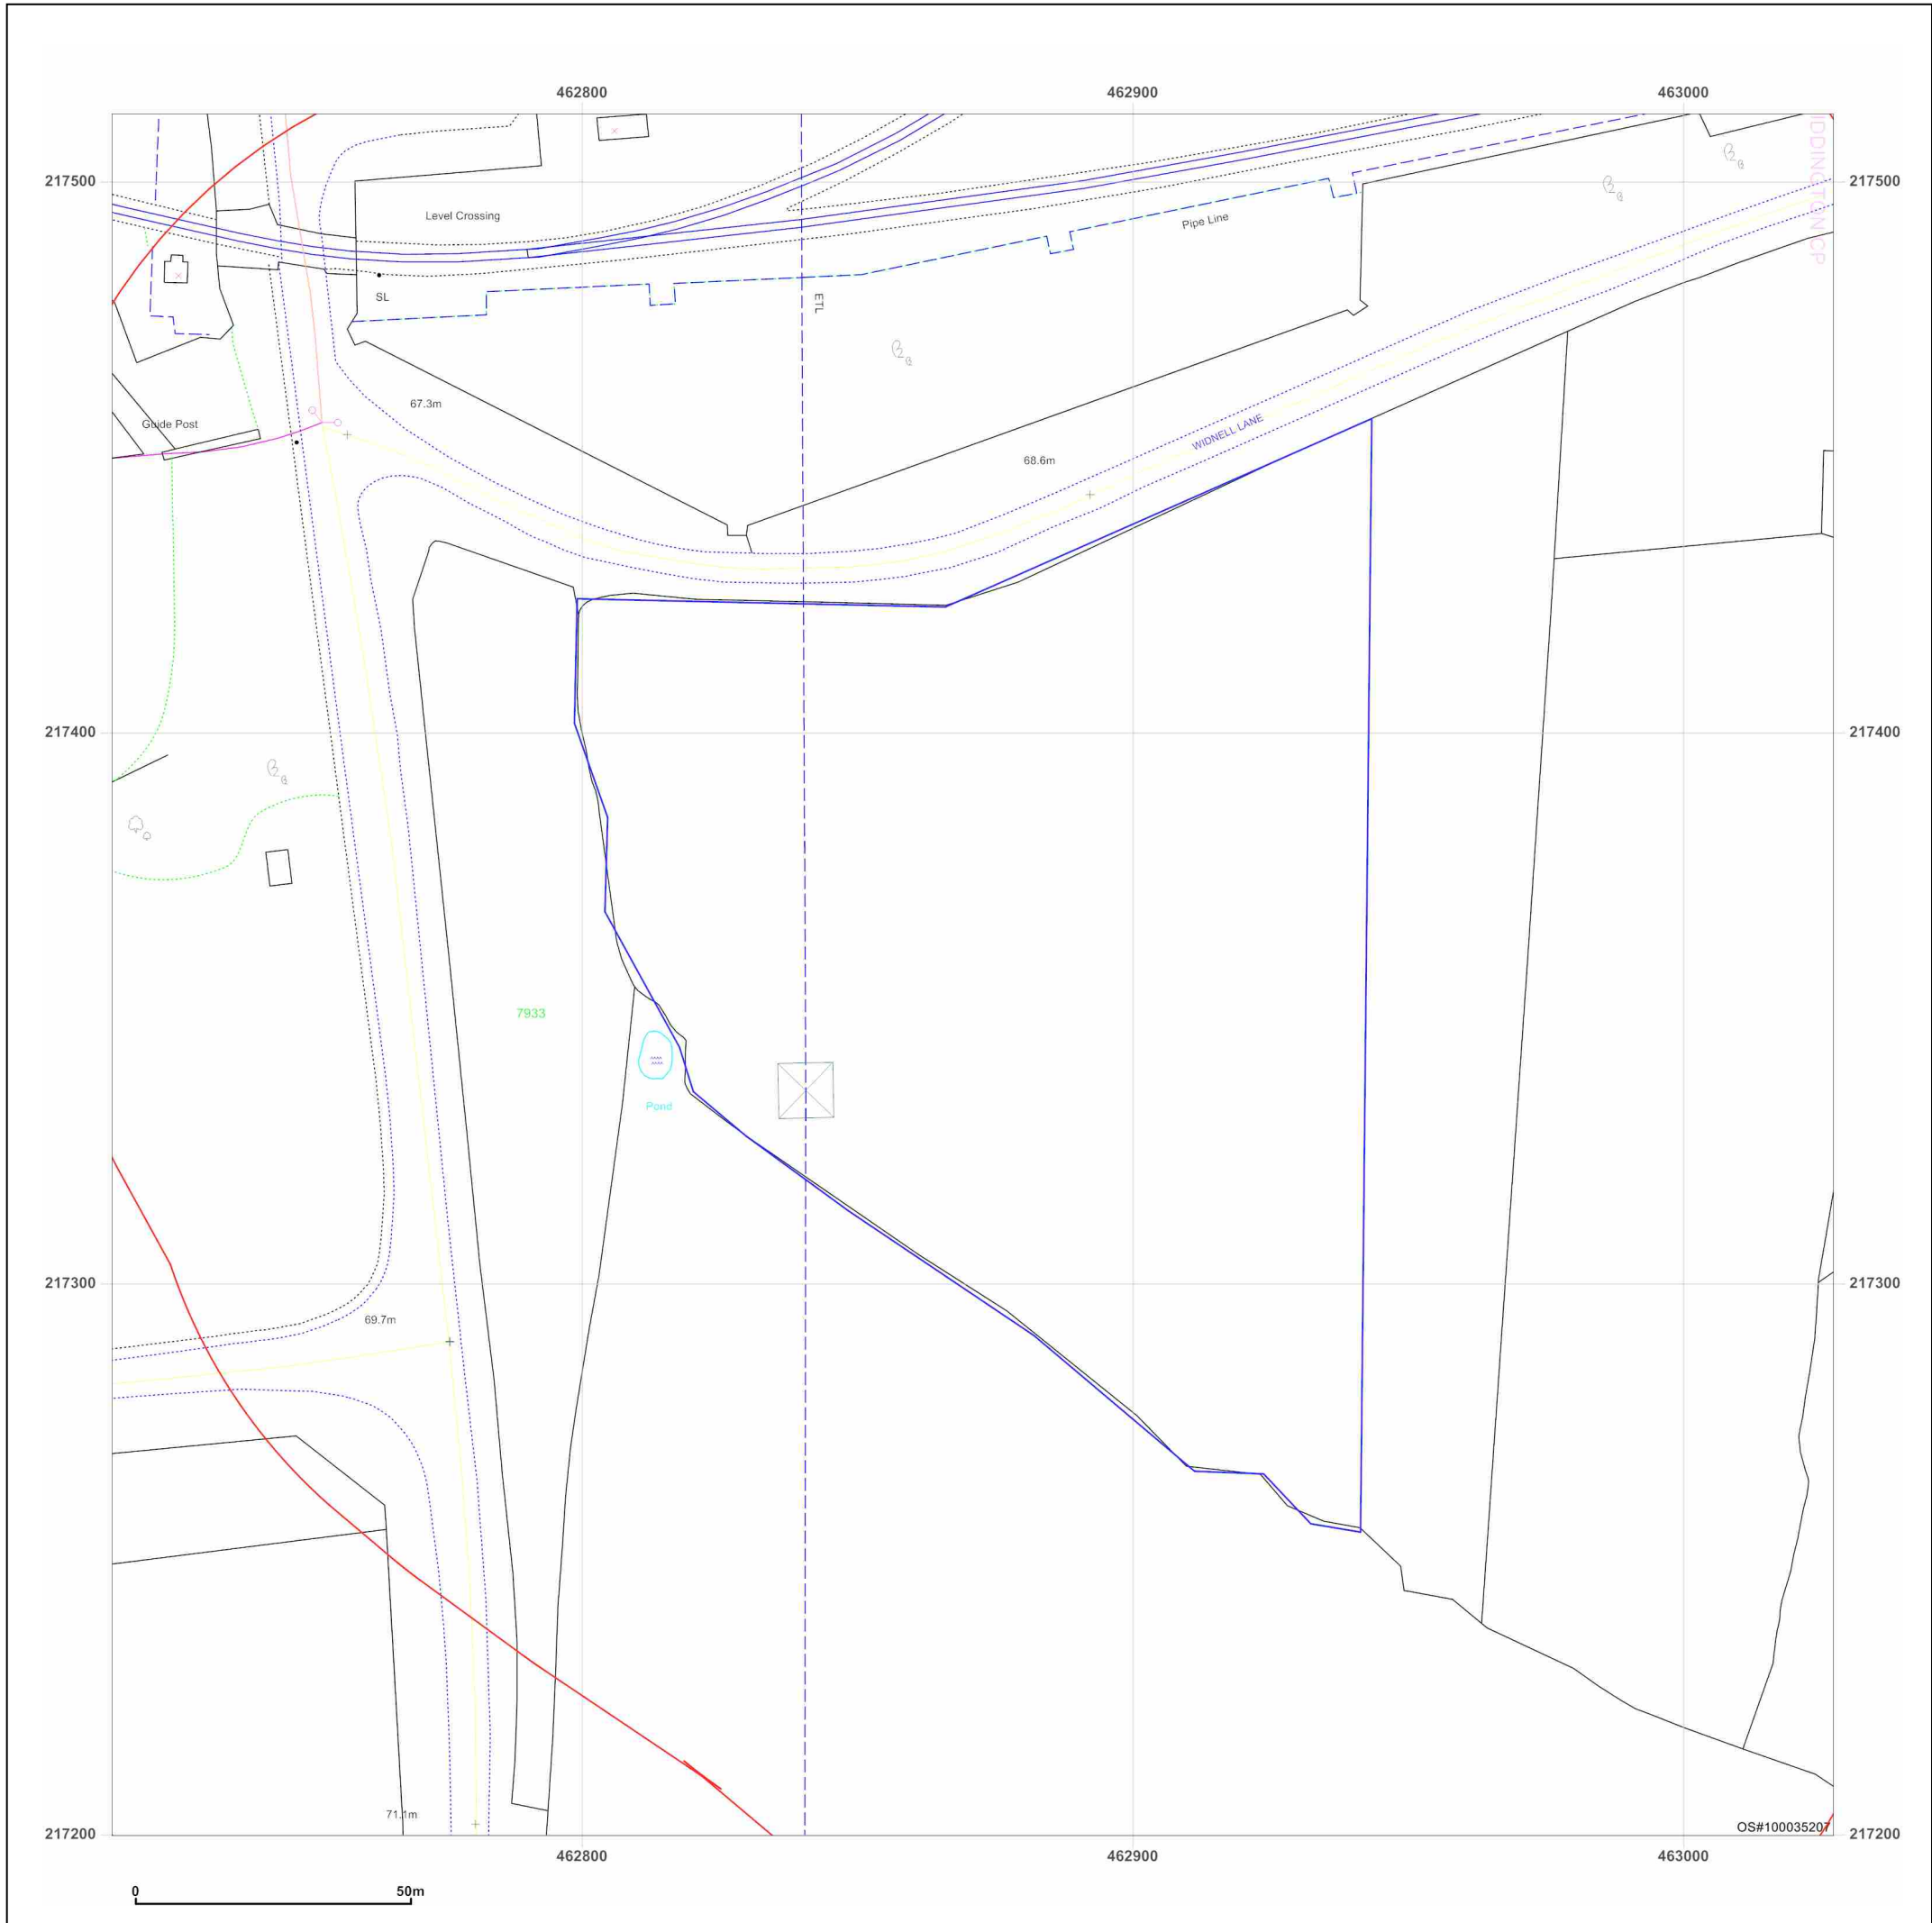 462800
462900
463000
217500
217500
Level Crossing
Pipe Line
IDDINGTON CP
SL
ETL
67.3m
Guide Post
WIDNELL LANE
68.6m
217400
217400
7933
Pond
217300
217300
69.7m
71.1m
OS#100035207
217200
217200
462800
462900
463000
0
50m